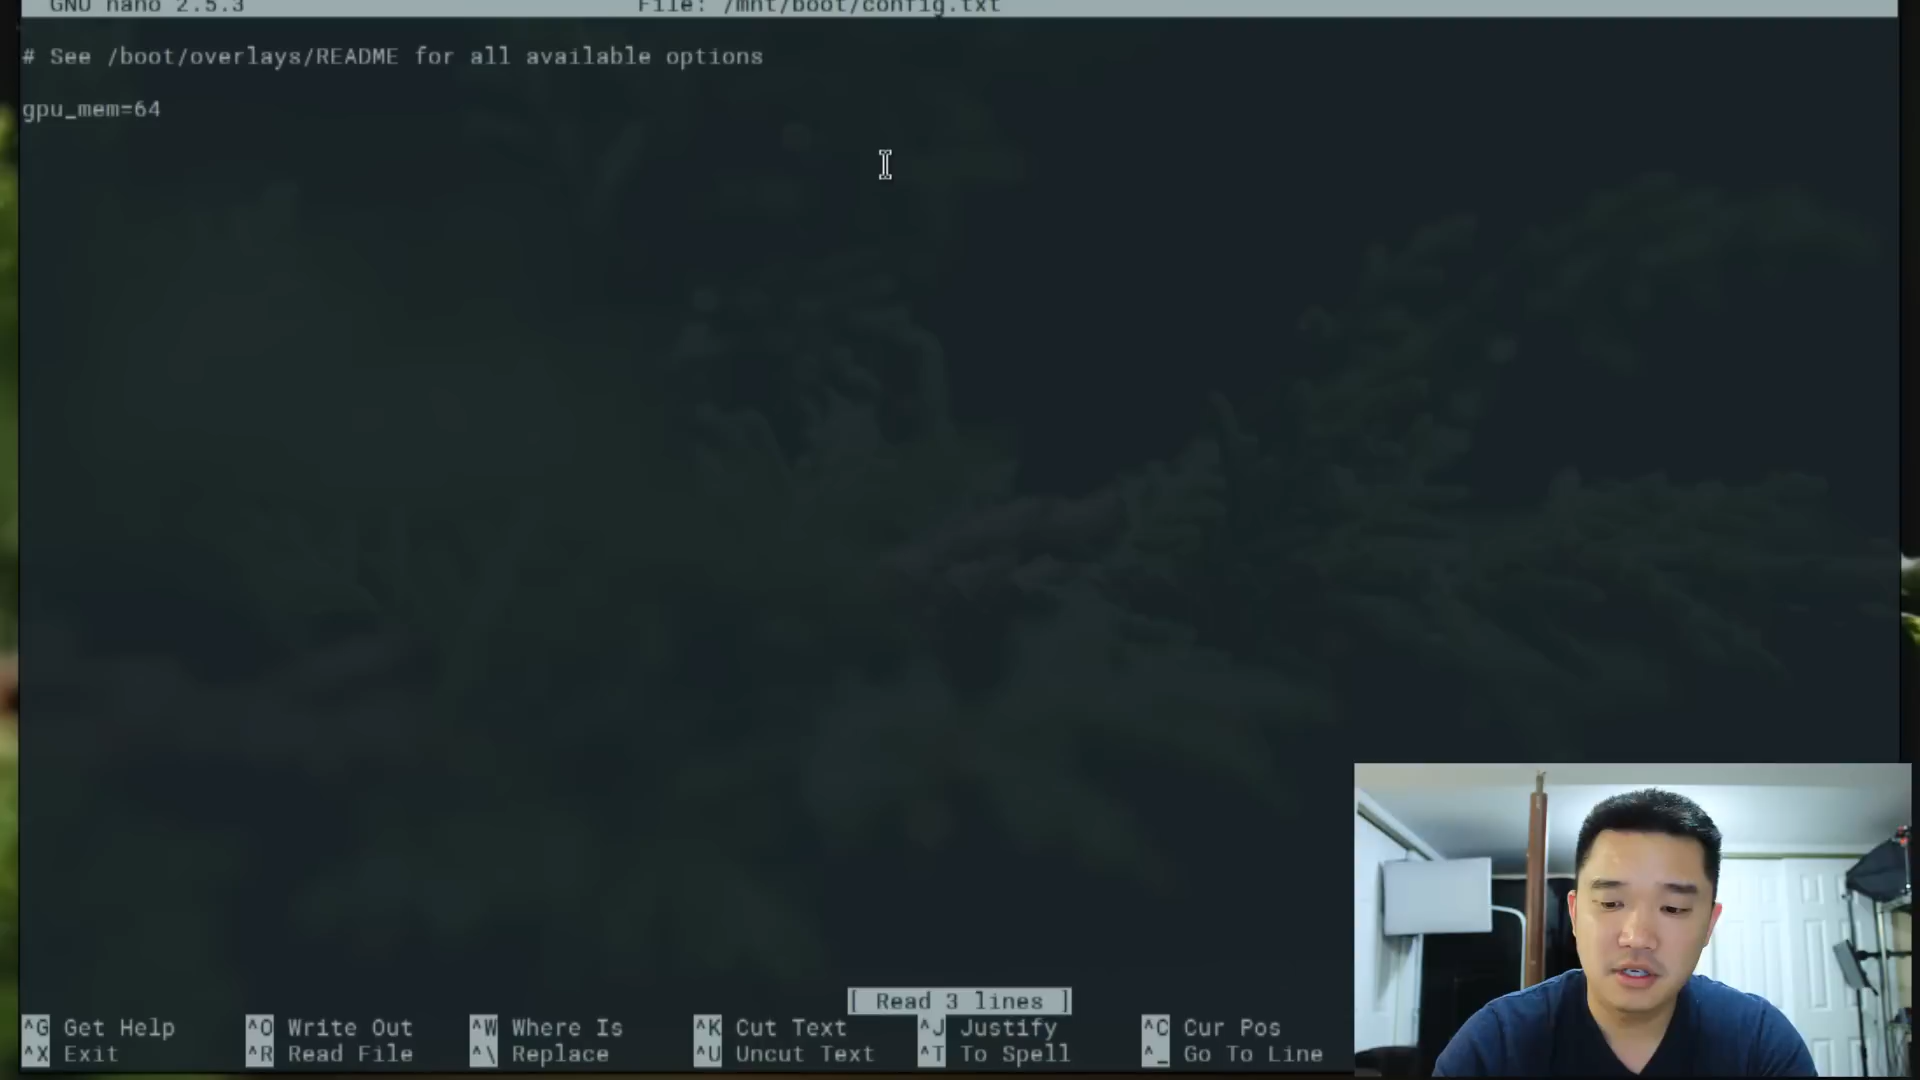 GNU nano 2.5.3 File: /mnt/boot/config.txt
# See /boot/overlays/README for all available options
gpu_mem=64
[ Read 3 lines ]
^G Get Help ^O Write Out ^W Where Is ^K Cut Text ^J Justify ^C Cur Pos
^X Exit ^R Read File ^\ Replace ^U Uncut Text ^T To Spell ^_ Go To Line